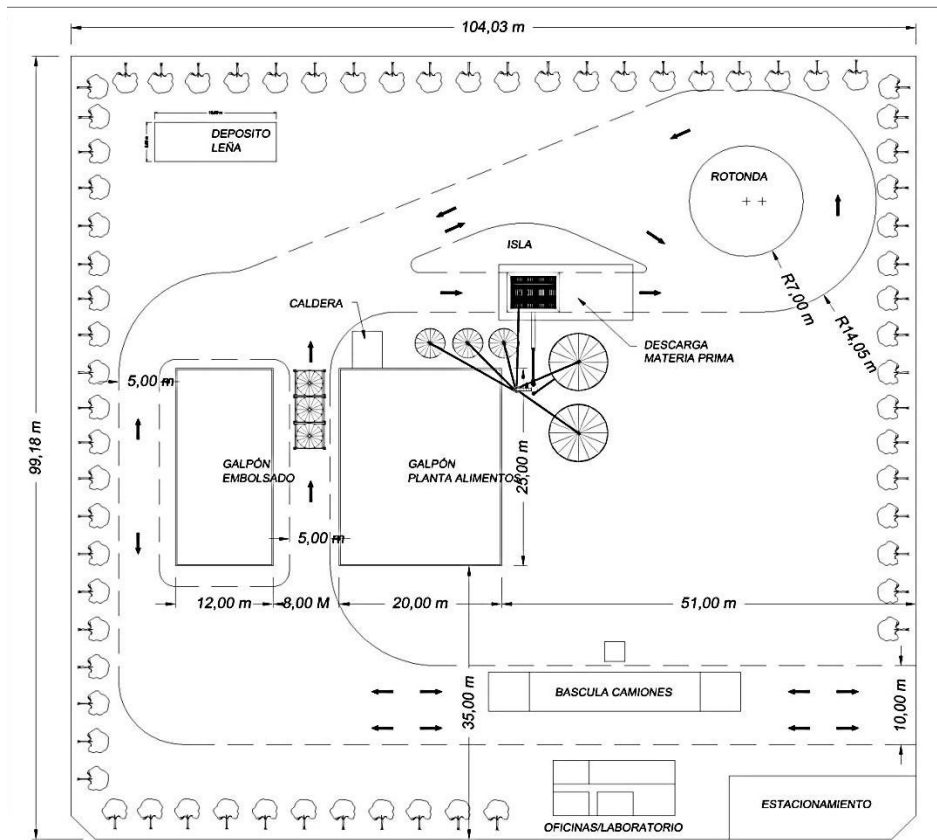 104,03 m
DEPOSITO
LEÑA
ROTONDA
ISLA
CALDERA
R7,00 m
R14,05 m
DESCARGA
MATERIA PRIMA
5,00 m
99,18 m
GALPÓN
EMBOLSADO
GALPÓN
PLANTA ALIMENTOS
25,00 m
5,00 m
12,00 m
8,00 M
20,00 m
51,00 m
35,00 m
BASCULA CAMIONES
10,00 m
ESTACIONAMIENTO
OFICINAS/LABORATORIO